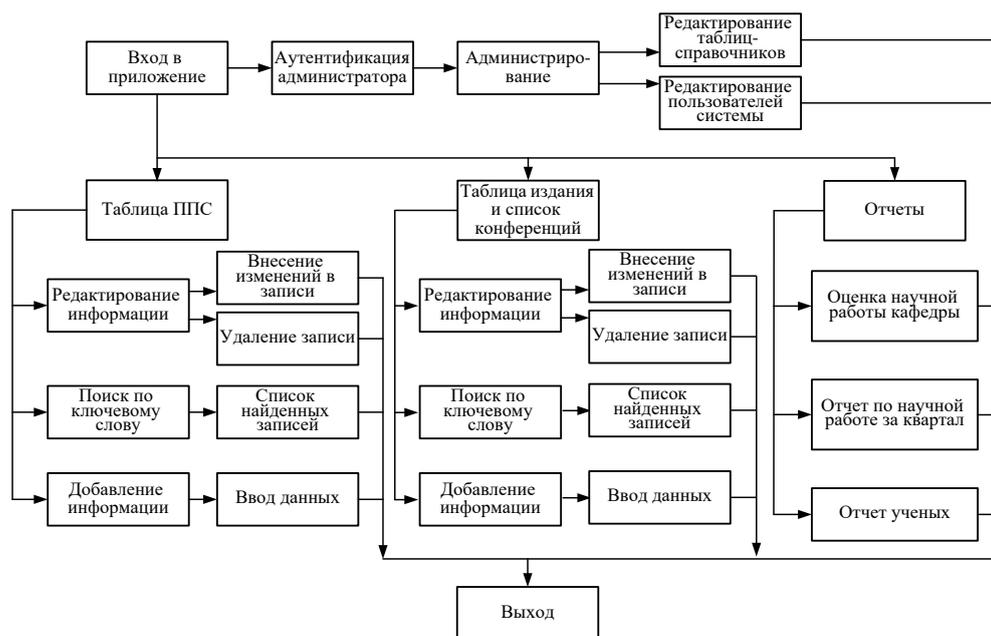 Вход в
приложение
Аутентификация
администратора
Администриро-
вание
Редактирование
таблиц-
справочников
Редактирование
пользователей
системы
Таблица ППС
Таблица издания
и список
конференций
Отчеты
Редактирование
информации
Внесение
изменений в
записи
Удаление записи
Поиск по
ключевому
слову
Список
найденных
записей
Добавление
информации
Ввод данных
Редактирование
информации
Внесение
изменений в
записи
Удаление записи
Поиск по
ключевому
слову
Список
найденных
записей
Добавление
информации
Ввод данных
Оценка научной
работы кафедры
Отчет по научной
работе за квартал
Отчет ученых
Выход